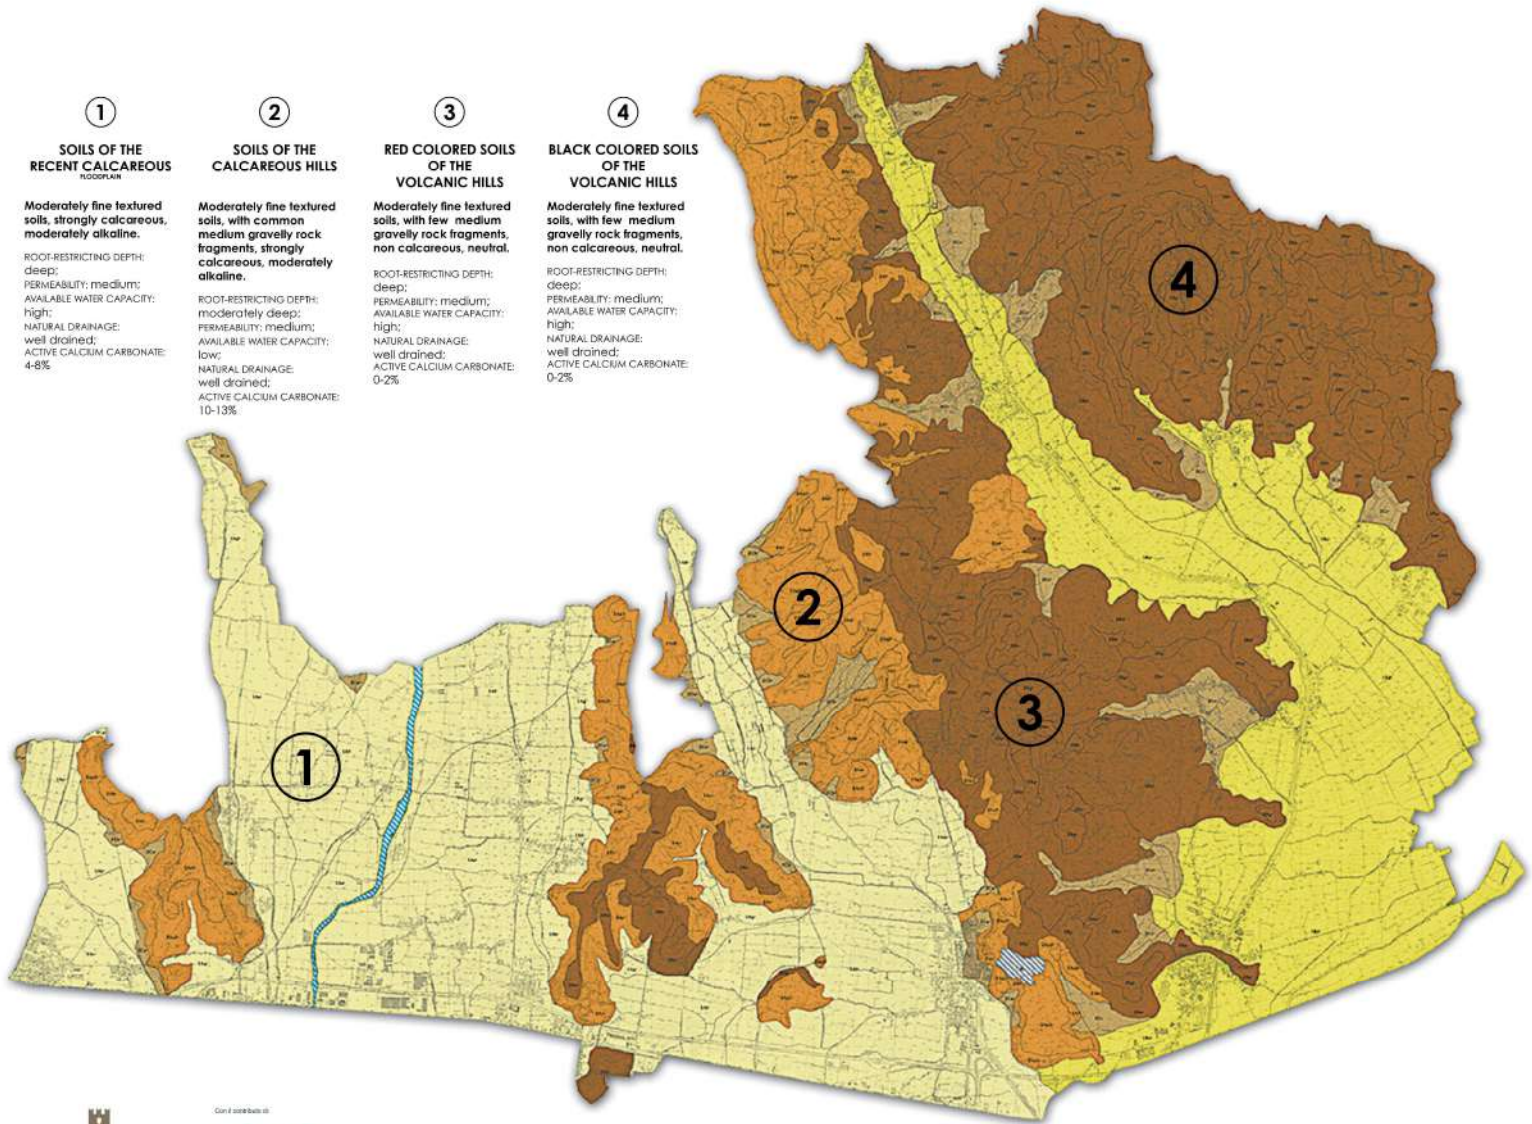 1
SOILS OF THE
RECENT CALCAREOUS
FLOODPLAIN
Moderately fine textured
soils, strongly calcareous,
moderately alkaline.
ROOT-RESTRICTING DEPTH:
deep;
PERMEABILITY: medium;
AVAILABLE WATER CAPACITY:
high;
NATURAL DRAINAGE:
well drained;
ACTIVE CALCIUM CARBONATE:
4-8%
2
SOILS OF THE
CALCAREOUS HILLS
Moderately fine textured
soils, with common
medium gravelly rock
fragments, strongly
calcareous, moderately
alkaline.
ROOT-RESTRICTING DEPTH:
moderately deep;
PERMEABILITY: medium;
AVAILABLE WATER CAPACITY:
low;
NATURAL DRAINAGE:
well drained;
ACTIVE CALCIUM CARBONATE:
10-13%
3
RED COLORED SOILS
OF THE
VOLCANIC HILLS
Moderately fine textured
soils, with few medium
gravelly rock fragments,
non calcareous, neutral.
ROOT-RESTRICTING DEPTH:
deep;
PERMEABILITY: medium;
AVAILABLE WATER CAPACITY:
high;
NATURAL DRAINAGE:
well drained;
ACTIVE CALCIUM CARBONATE:
0-2%
4
BLACK COLORED SOILS
OF THE
VOLCANIC HILLS
Moderately fine textured
soils, with few medium
gravelly rock fragments,
non calcareous, neutral.
ROOT-RESTRICTING DEPTH:
deep;
PERMEABILITY: medium;
AVAILABLE WATER CAPACITY:
high;
NATURAL DRAINAGE:
well drained;
ACTIVE CALCIUM CARBONATE:
0-2%
4
2
3
1
Con il contributo di: